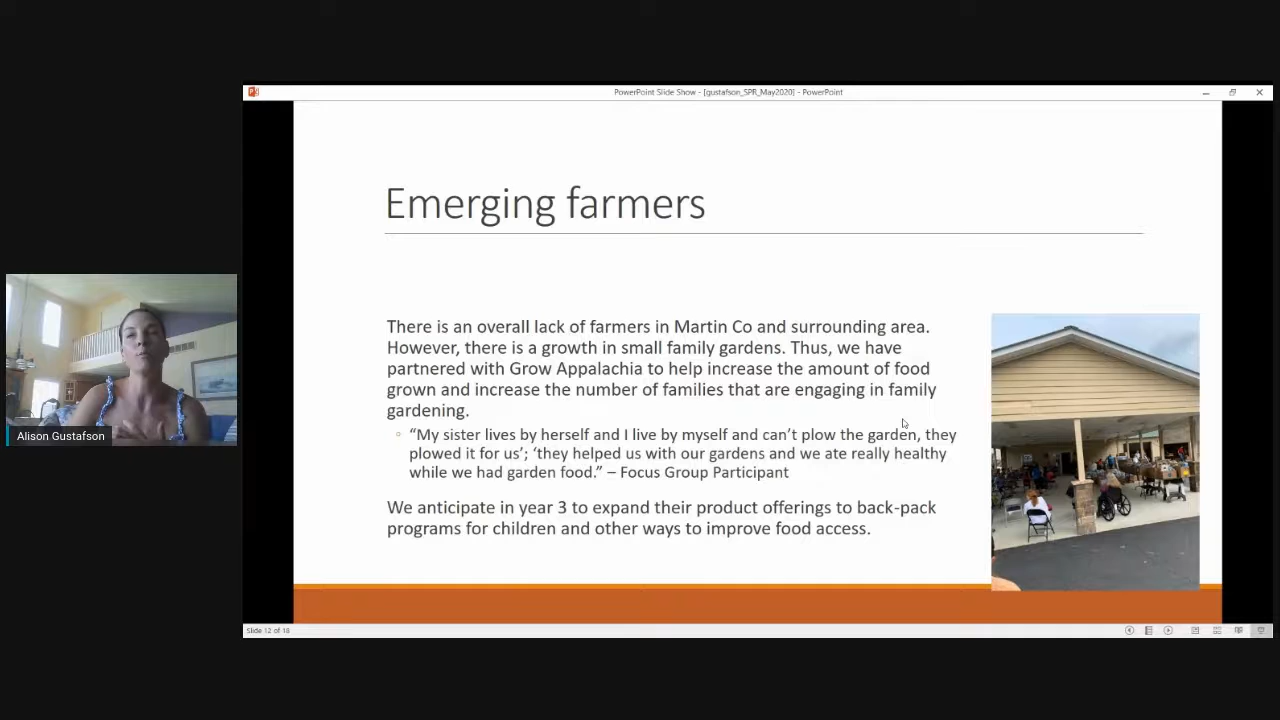 PowerPoint Slide Show - [gustafson_SPR_May2020] - PowerPoint
Emerging farmers
There is an overall lack of farmers in Martin Co and surrounding area.
However, there is a growth in small family gardens. Thus, we have
partnered with Grow Appalachia to help increase the amount of food
grown and increase the number of families that are engaging in family
gardening.
“My sister lives by herself and I live by myself and can’t plow the garden, they
plowed it for us’; ‘they helped us with our gardens and we ate really healthy
while we had garden food.” – Focus Group Participant
We anticipate in year 3 to expand their product offerings to back-pack
programs for children and other ways to improve food access.
Alison Gustafson
Slide 12 of 18